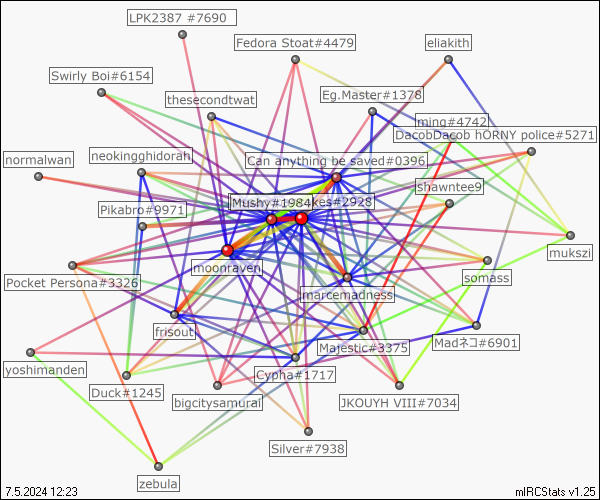 LPK2387 #7690
Fedora Stoat#4479
eliakith
Swirly Boi#6154
Eg.Master#1378
thesecondtwat
ming#4742
DacobDacob hORNY police#5271
normalwan
neokingghidorah
Can anything be saved#0396
shawntee9
Mushy#1984
kes#2928
Pikabro#9971
mukszi
moonraven
somass
Pocket Persona#3326
marcemadness
frisout
Majestic#3375
Madネコ#6901
yoshimanden
Cypha#1717
Duck#1245
bigcitysamurai
JKOUYH VIII#7034
Silver#7938
zebula
7.5.2024 12:23
mIRCStats v1.25